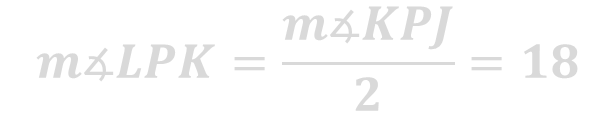 m∡LPK = m∡KPJ / 2 = 18